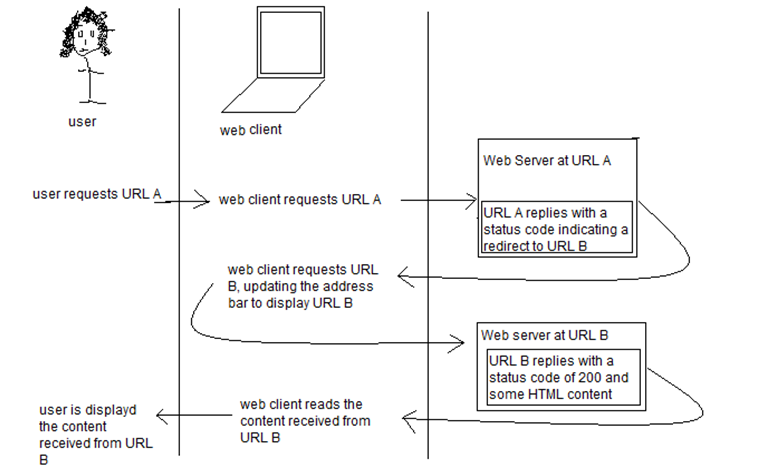 user
web client
Web Server at URL A
user requests URL A
web client requests URL A
URL A replies with a
status code indicating a
redirect to URL B
web client requests URL
B, updating the address
bar to display URL B
Web server at URL B
URL B replies with a
status code of 200 and
some HTML content
web client reads the
content received from
URL B
user is displayd
the content
received from URL
B